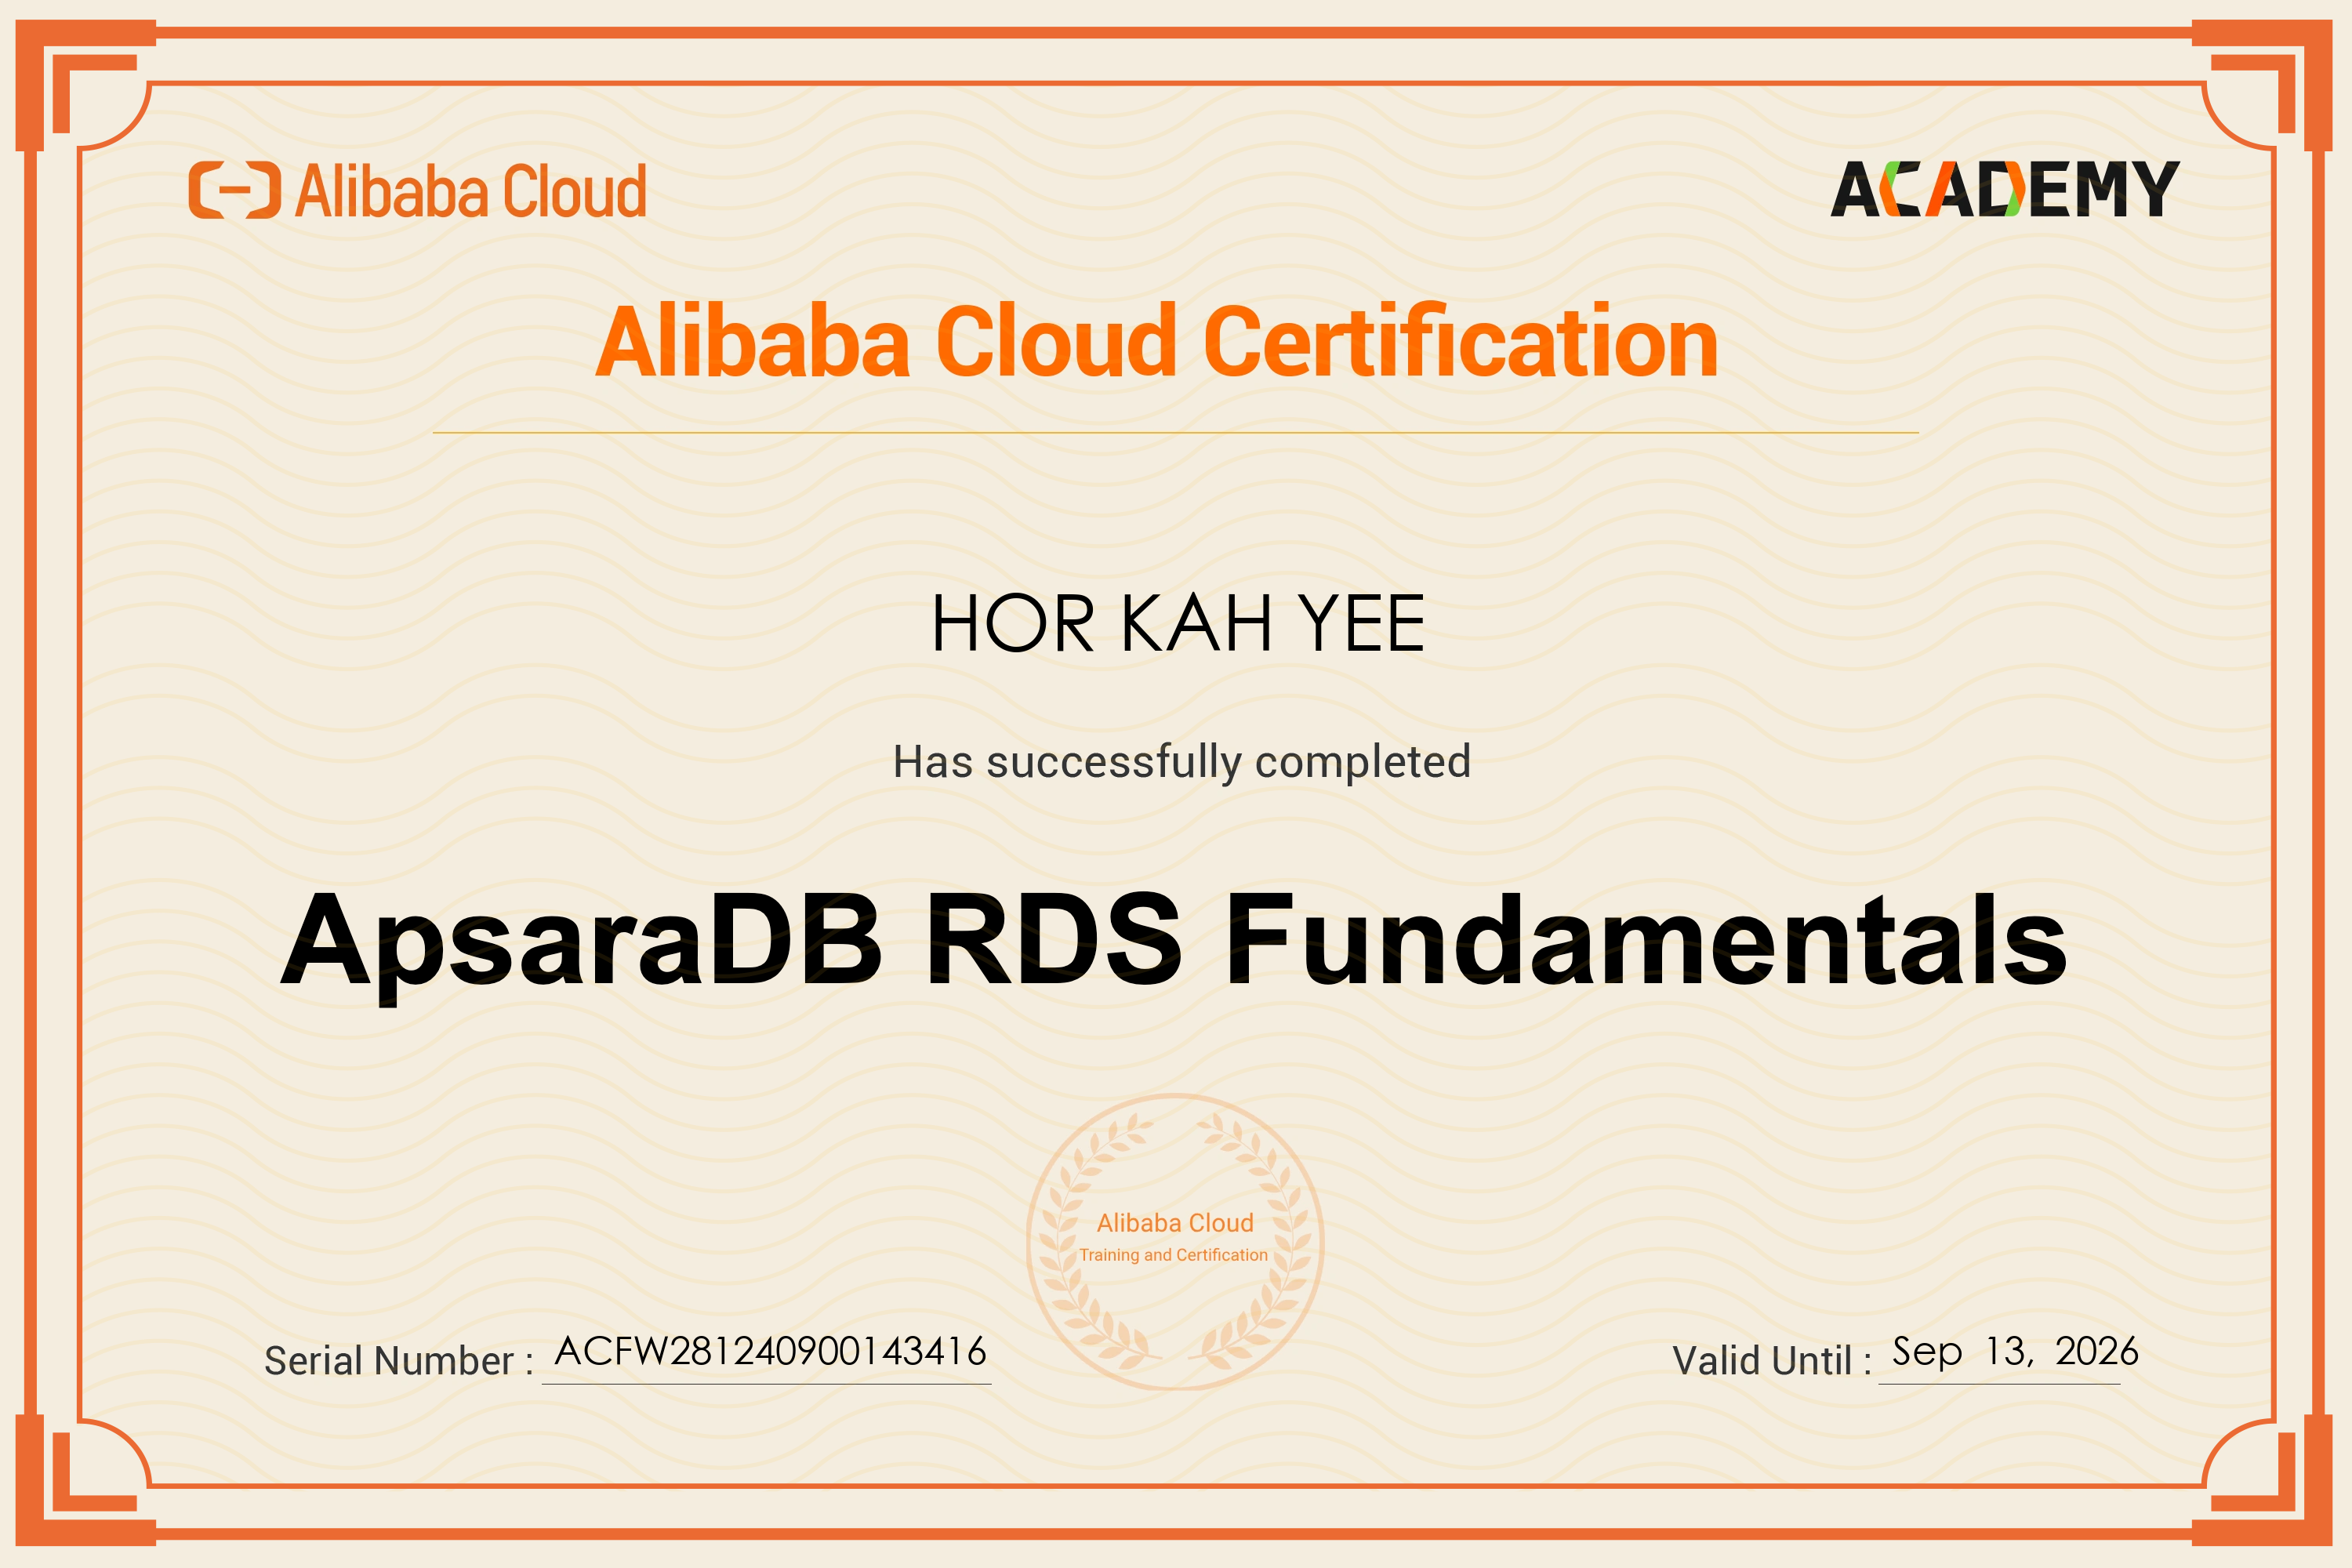 Alibaba Cloud
ACADEMY
Alibaba Cloud Certification
HOR KAH YEE
Has successfully completed
ApsaraDB RDS Fundamentals
Alibaba Cloud
Training and Certification
Serial Number : ACFW281240900143416
Valid Until : Sep 13, 2026